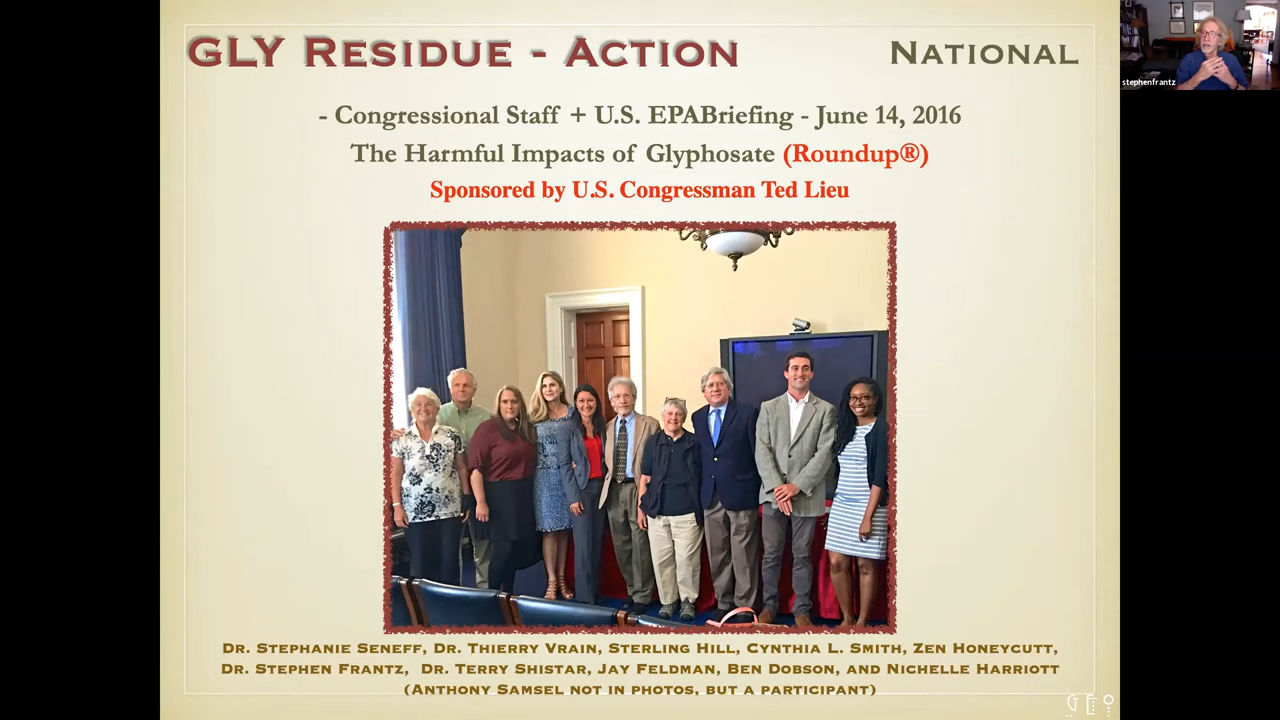 GLY RESIDUE - ACTION
NATIONAL
stephenfrantz
- Congressional Staff + U.S. EPABriefing - June 14, 2016
The Harmful Impacts of Glyphosate (Roundup®)
Sponsored by U.S. Congressman Ted Lieu
DR. STEPHANIE SENEFF, DR. THIERRY VRAIN, STERLING HILL, CYNTHIA L. SMITH, ZEN HONEYCUTT,
DR. STEPHEN FRANTZ, DR. TERRY SHISTAR, JAY FELDMAN, BEN DOBSON, AND NICHELLE HARRIOTT
(ANTHONY SAMSEL NOT IN PHOTOS, BUT A PARTICIPANT)
GEO